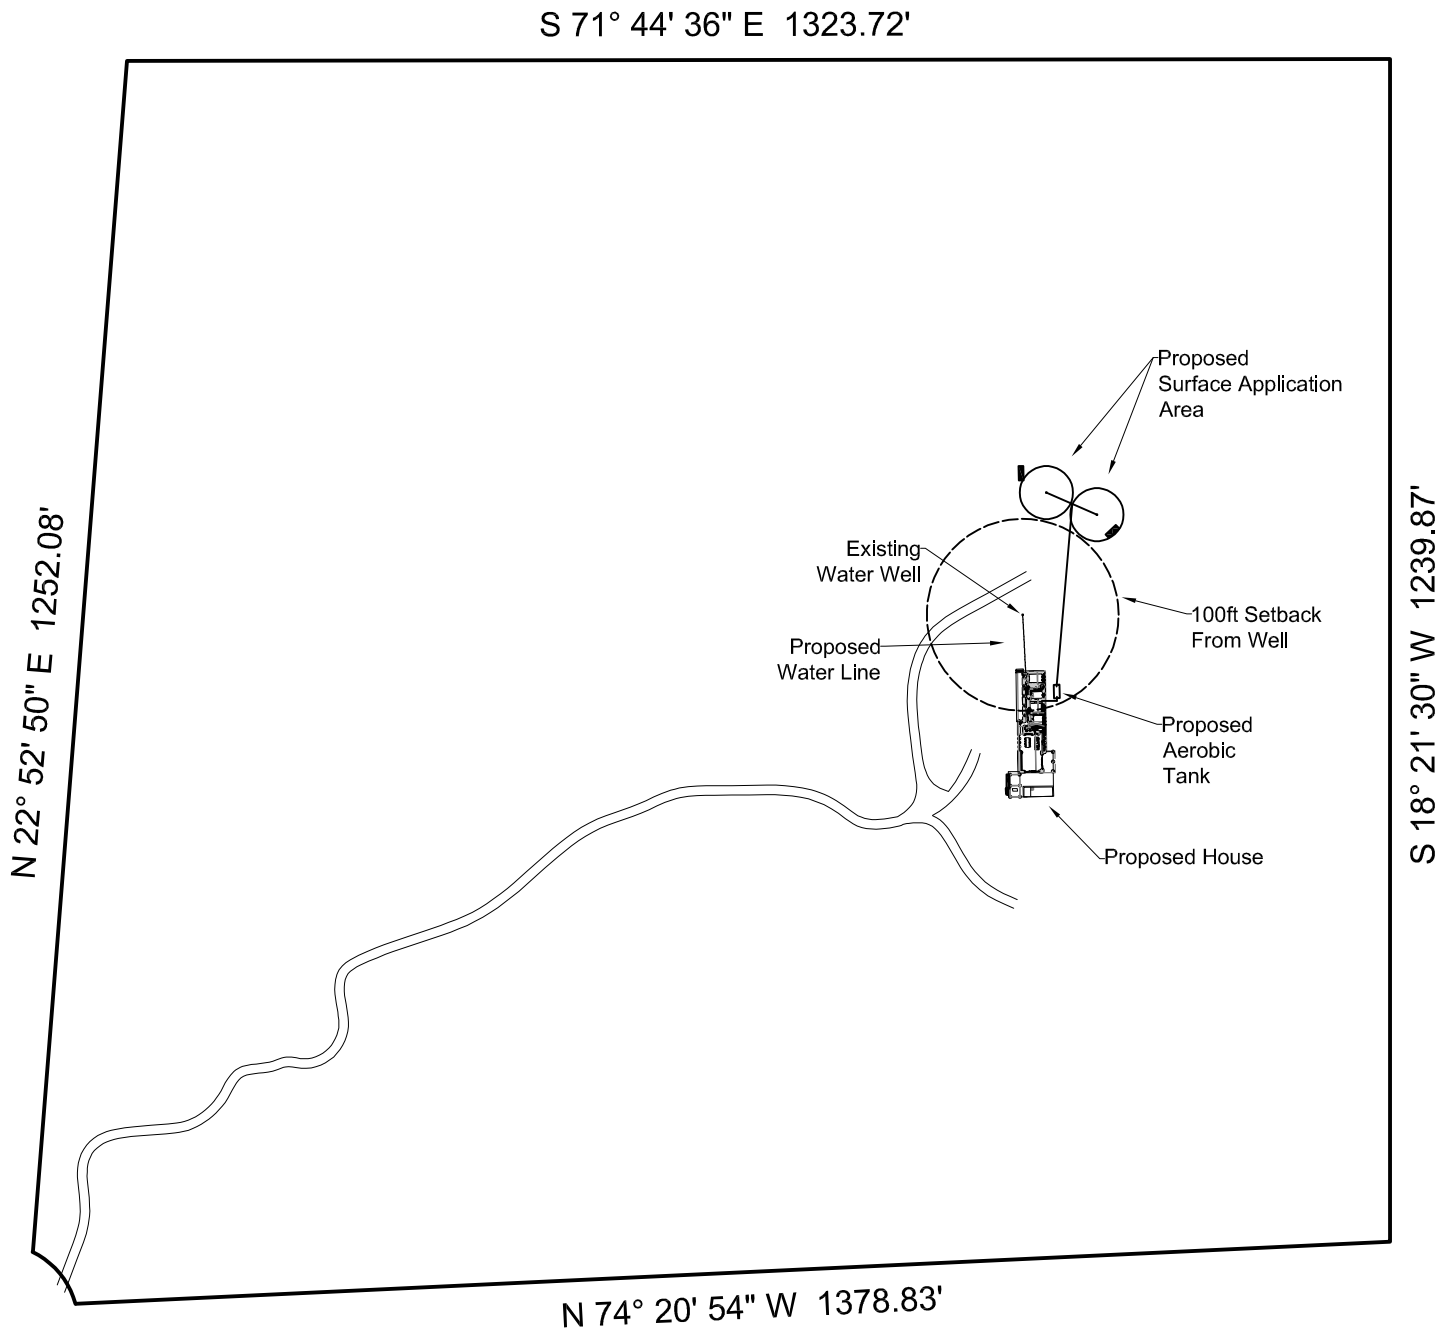 S 71° 44' 36" E 1323.72'
Proposed
Surface Application
Area
N 22° 52' 50" E 1252.08'
S 18° 21' 30" W 1239.87'
Existing
Water Well
100ft Setback
From Well
Proposed
Water Line
Proposed
Aerobic
Tank
Proposed House
N 74° 20' 54" W 1378.83'